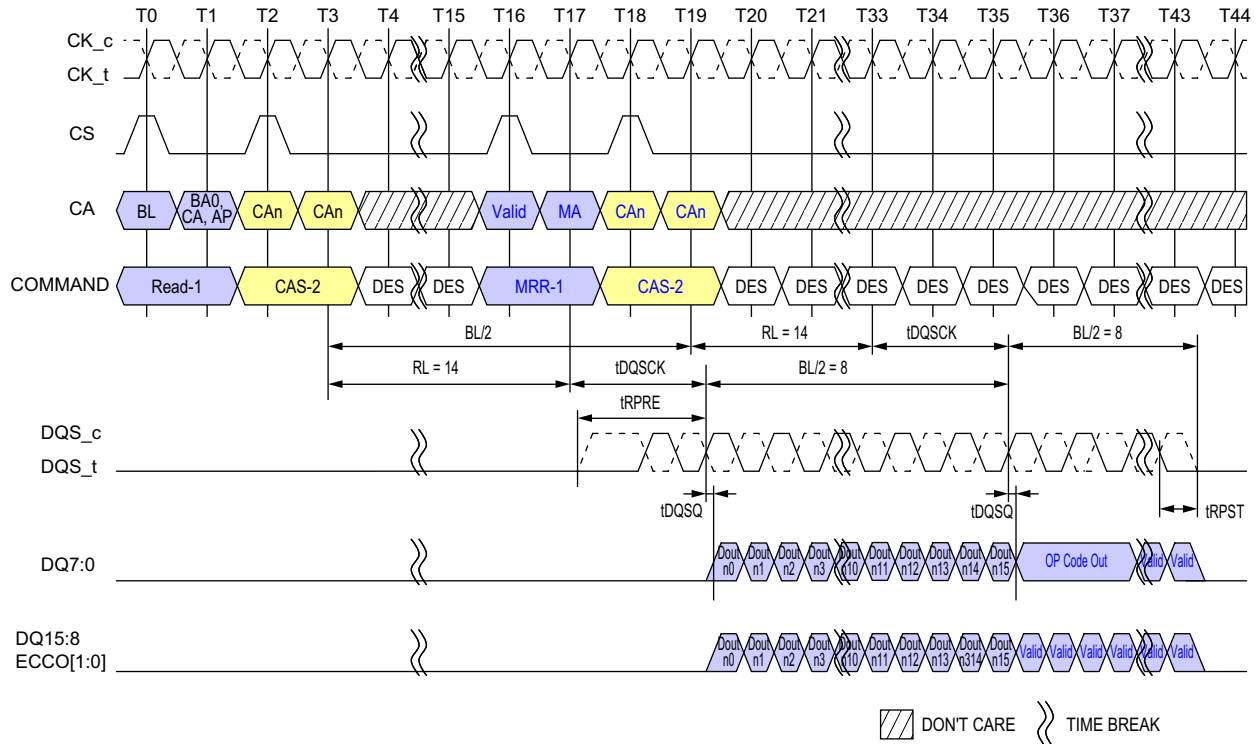 T0 T1 T2 T3 T4 T15 T16 T17 T18 T19 T20 T21 T33 T34 T35 T36 T37 T43 T44
CK_c
CK_t
CS
CA BL BA0, CA, AP CAn CAn Valid MA CAn CAn
COMMAND Read-1 CAS-2 DES DES MRR-1 CAS-2 DES DES DES DES DES DES DES DES DES
BL/2 RL = 14 tDQSCK BL/2 = 8
RL = 14 tDQSCK BL/2 = 8
tRPRE
DQS_c
DQS_t
tDQSQ tDQSQ tRPST
DQ7:0 Dout n0 Dout n1 Dout n2 Dout n3 Dout n10 Dout n11 Dout n12 Dout n13 Dout n14 Dout n15 OP Code Out Valid Valid
DQ15:8
ECCO[1:0] Dout n0 Dout n1 Dout n2 Dout n3 Dout n10 Dout n11 Dout n12 Dout n13 Dout n314 Dout n15 Valid Valid Valid Valid Valid Valid
DON'T CARE TIME BREAK